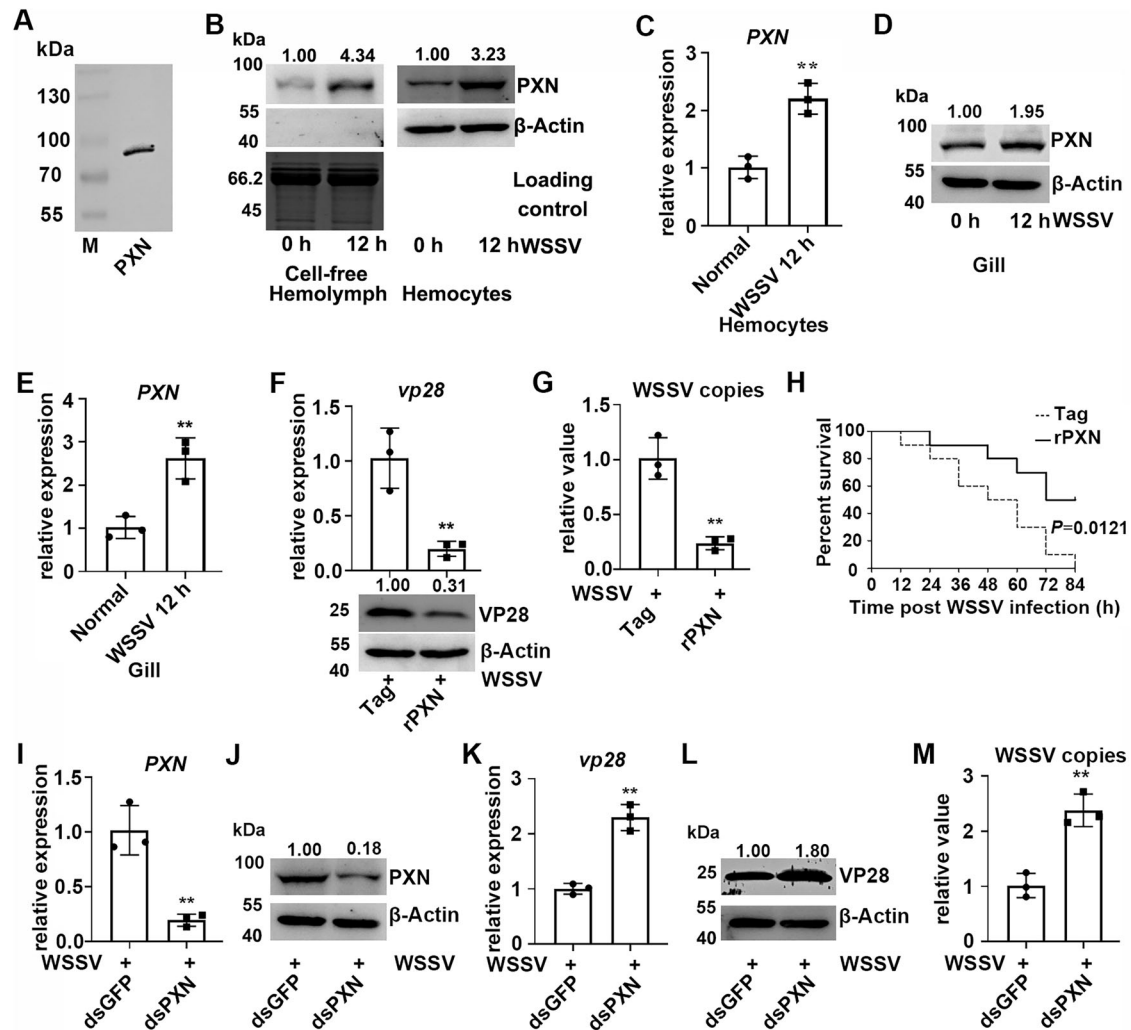 A
kDa
130
100
70
55
M
PXN
B
kDa
1.00 4.34 1.00 3.23
100
PXN
55
β-Actin
40
66.2
Loading
45
control
0 h 12 h 0 h 12 h WSSV
Cell-free
Hemolymph
Hemocytes
C
PXN
relative expression
3
2
1
0
**
Normal
WSSV 12 h
Hemocytes
D
kDa
1.00 1.95
100
PXN
55
β-Actin
40
0 h 12 h WSSV
Gill
E
PXN
relative expression
4
3
2
1
0
**
Normal
WSSV 12 h
Gill
F
vp28
relative expression
1.5
1.0
0.5
0.0
**
1.00 0.31
25
VP28
55
β-Actin
40
+ + WSSV
Tag
rPXN
G
WSSV copies
relative value
1.5
1.0
0.5
0.0
**
WSSV + +
Tag
rPXN
H
Tag
rPXN
Percent survival
100
80
60
40
20
0
P=0.0121
0 12 24 36 48 60 72 84
Time post WSSV infection (h)
I
PXN
relative expression
1.5
1.0
0.5
0.0
**
WSSV + +
dsGFP
dsPXN
J
kDa
1.00 0.18
100
PXN
55
β-Actin
40
+ + WSSV
dsGFP
dsPXN
K
vp28
relative expression
3
2
1
0
**
WSSV + +
dsGFP
dsPXN
L
kDa
1.00 1.80
25
VP28
55
β-Actin
40
+ + WSSV
dsGFP
dsPXN
M
WSSV copies
relative value
3
2
1
0
**
WSSV + +
dsGFP
dsPXN